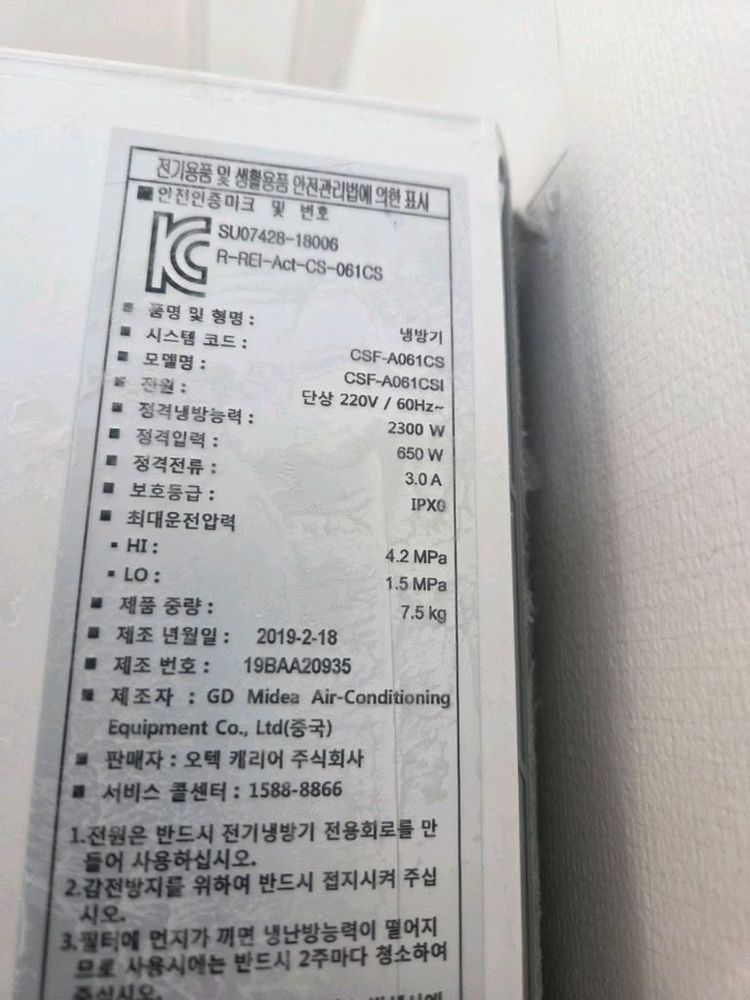 전기용품 및 생활용품 안전관리법에 의한 표시
■ 안전인증마크 및 번호
SU07428-18006
R-REI-Act-CS-061CS
■ 품명 및 형명 : 냉방기
■ 시스템 코드 : CSF-A061CS
■ 모델명 : CSF-A061CSI
■ 전원 : 단상 220V / 60Hz~
■ 정격냉방능력 : 2300 W
■ 정격입력 : 650 W
■ 정격전류 : 3.0 A
■ 보호등급 : IPX0
■ 최대운전압력
▪ HI : 4.2 MPa
▪ LO : 1.5 MPa
■ 제품 중량 : 7.5 kg
■ 제조 년월일 : 2019-2-18
■ 제조 번호 : 19BAA20935
■ 제조자 : GD Midea Air-Conditioning
Equipment Co., Ltd(중국)
■ 판매자 : 오텍 캐리어 주식회사
■ 서비스 콜센터 : 1588-8866
1.전원은 반드시 전기냉방기 전용회로를 만
들어 사용하십시오.
2.감전방지를 위하여 반드시 접지시켜 주십
시오.
3.필터에 먼지가 끼면 냉난방능력이 떨어지
므로 사용시에는 반드시 2주마다 청소하여
주십시오.